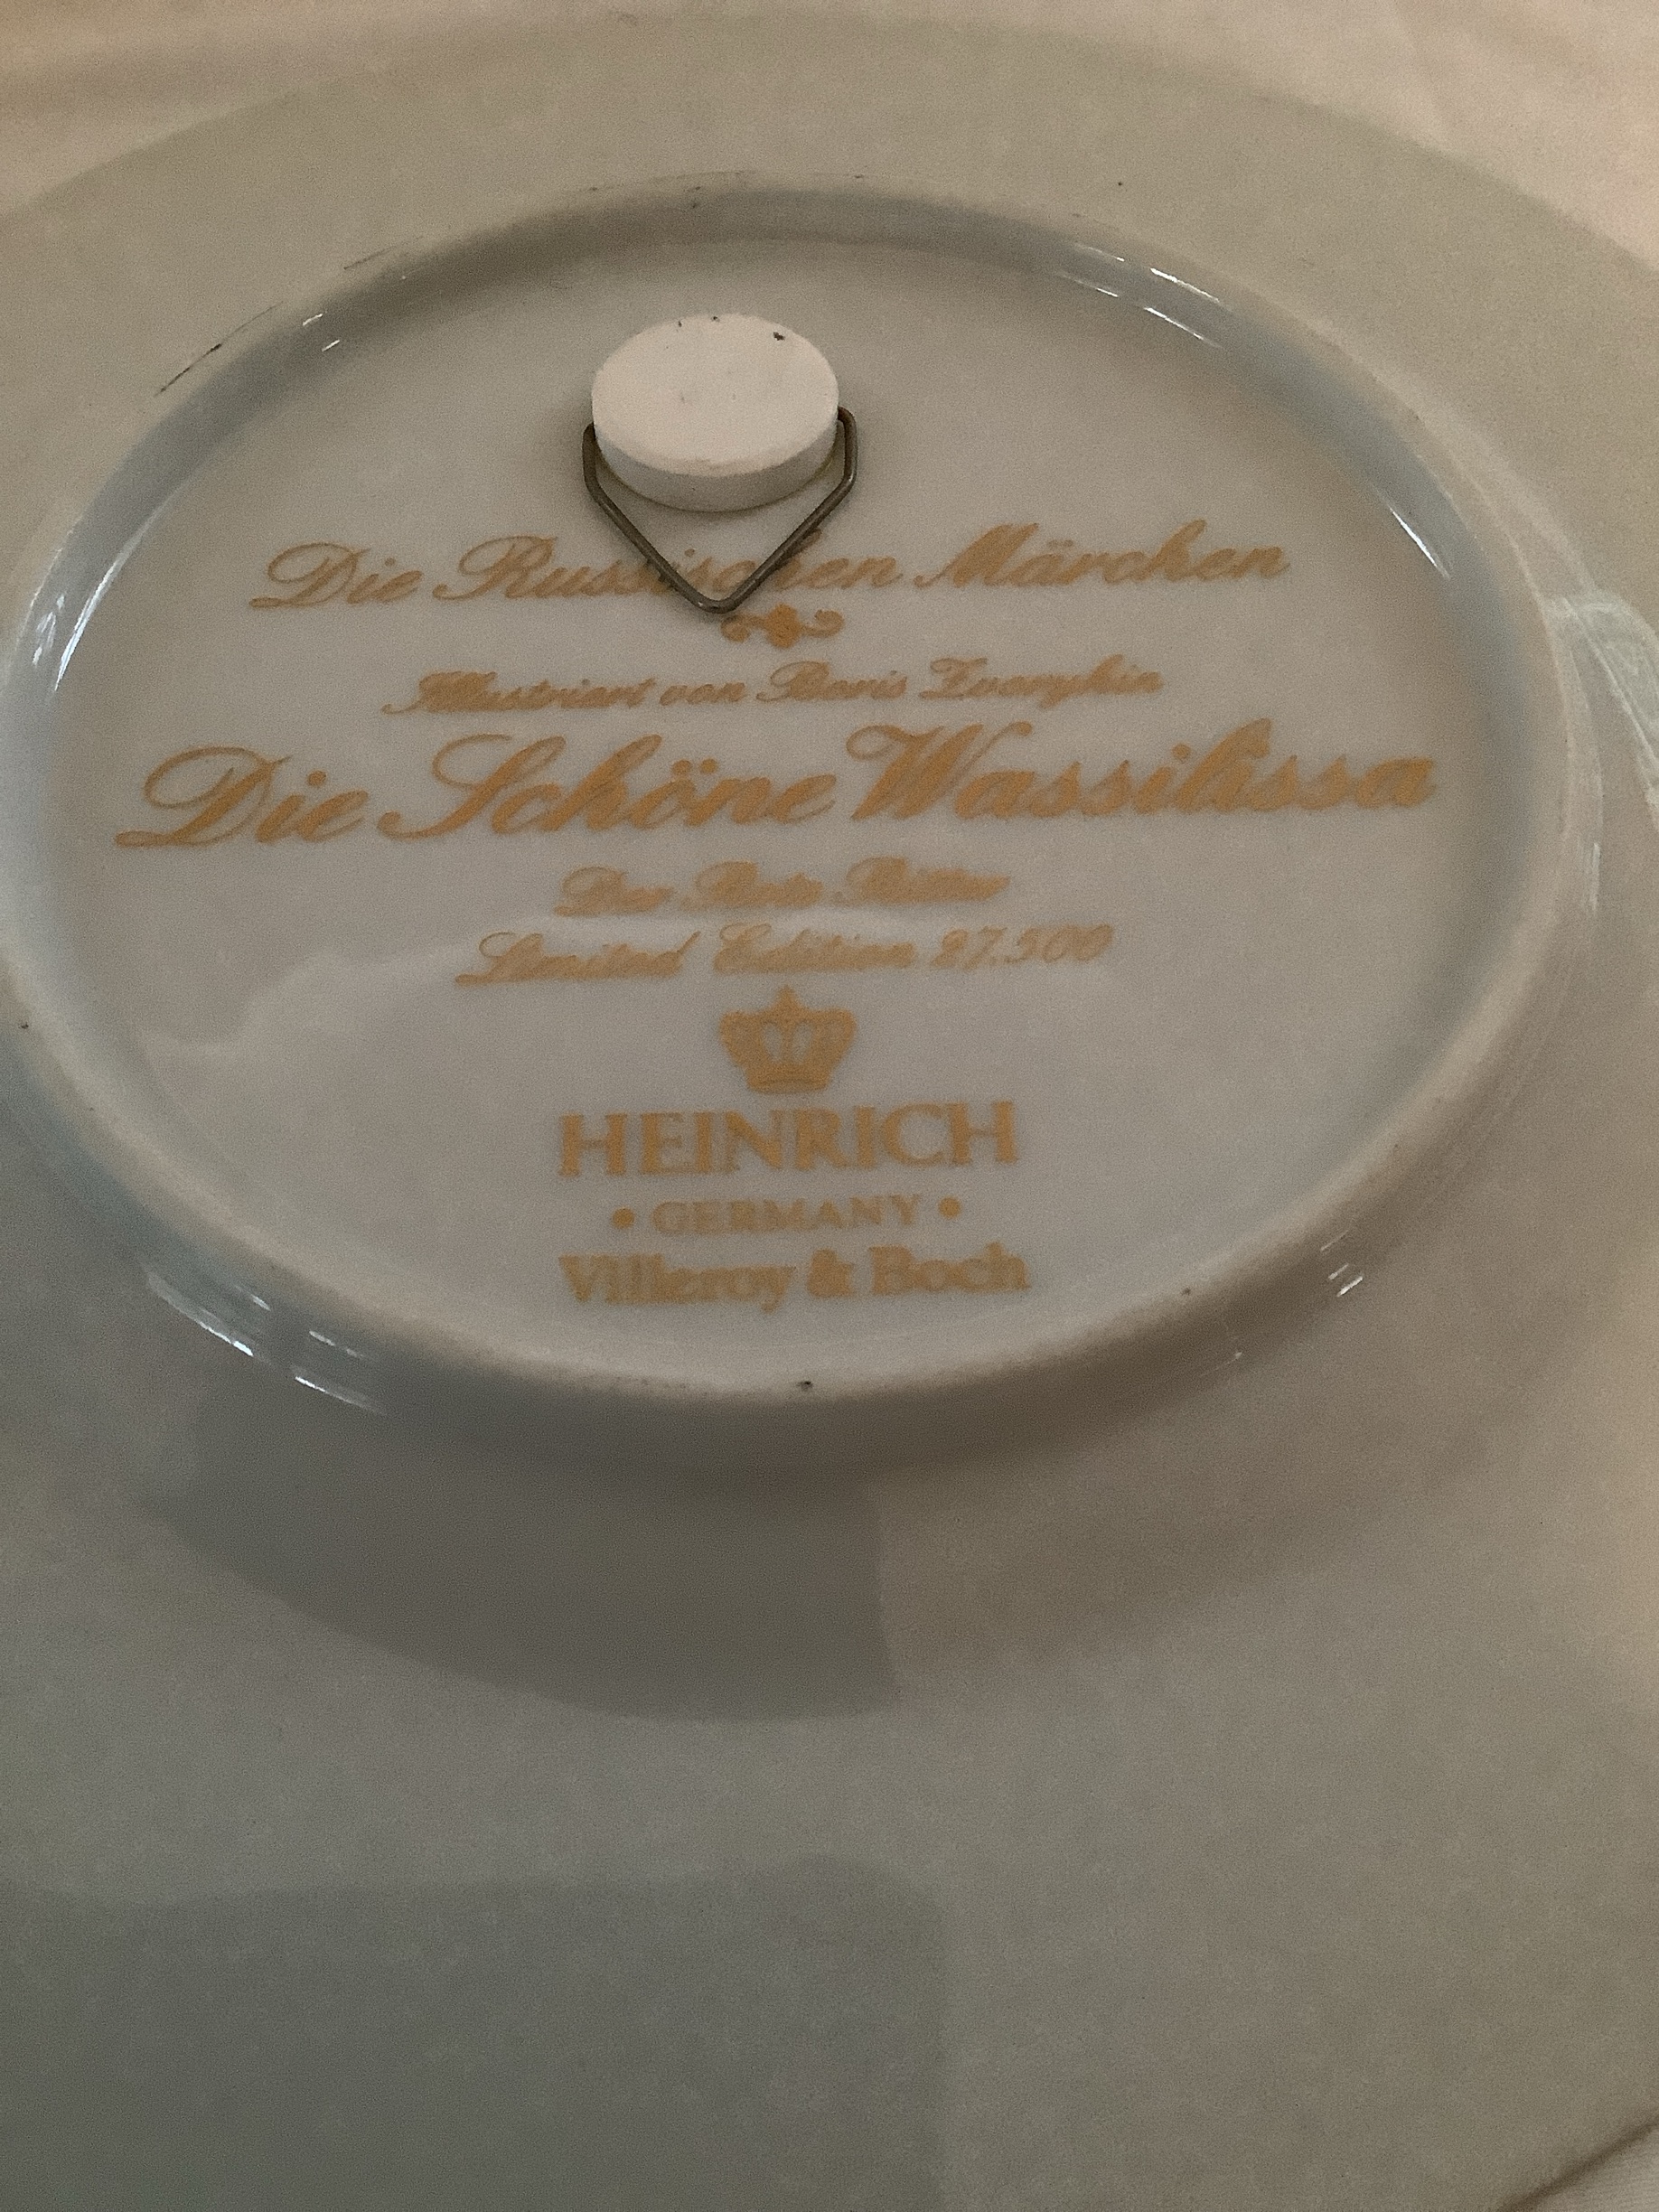 Die Russischen Märchen
Illustriert von Boris Zvorykin
Die Schöne Wassilissa
Der Rote Ritter
Limited Edition 27.500
HEINRICH
• GERMANY •
Villeroy & Boch